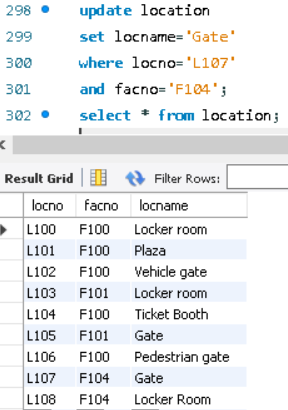 298 update location
299 set locname='Gate'
300 where locno='L107'
301 and facno='F104';
302 select * from location;
Result Grid Filter Rows:
locno facno locname
L100 F100 Locker room
L101 F100 Plaza
L102 F100 Vehicle gate
L103 F101 Locker room
L104 F100 Ticket Booth
L105 F101 Gate
L106 F100 Pedestrian gate
L107 F104 Gate
L108 F104 Locker Room